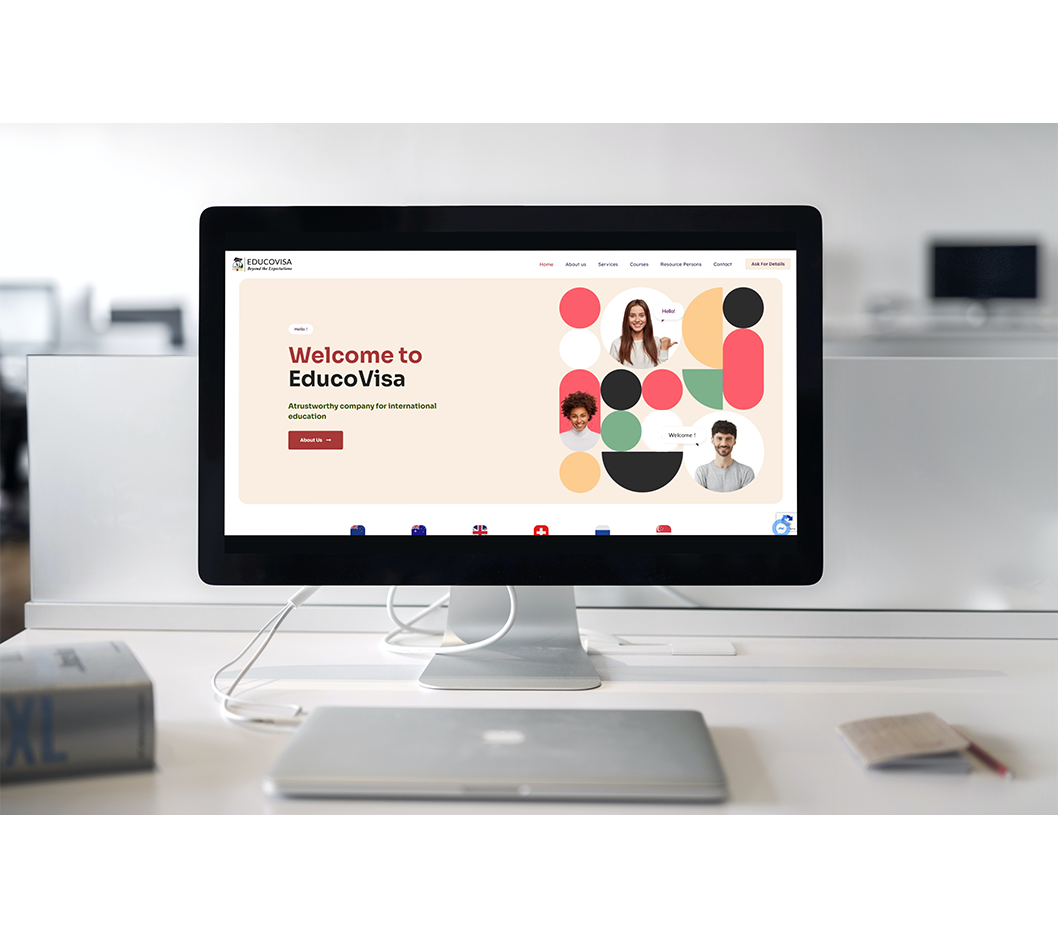 EDUCOVISA
Beyond the Expectations
Home About us Services Courses Resource Persons Contact Ask For Details
Hello !
Welcome to
EducoVisa
Atrustworthy company for international
education
About Us →
Hello!
Welcome !
XL